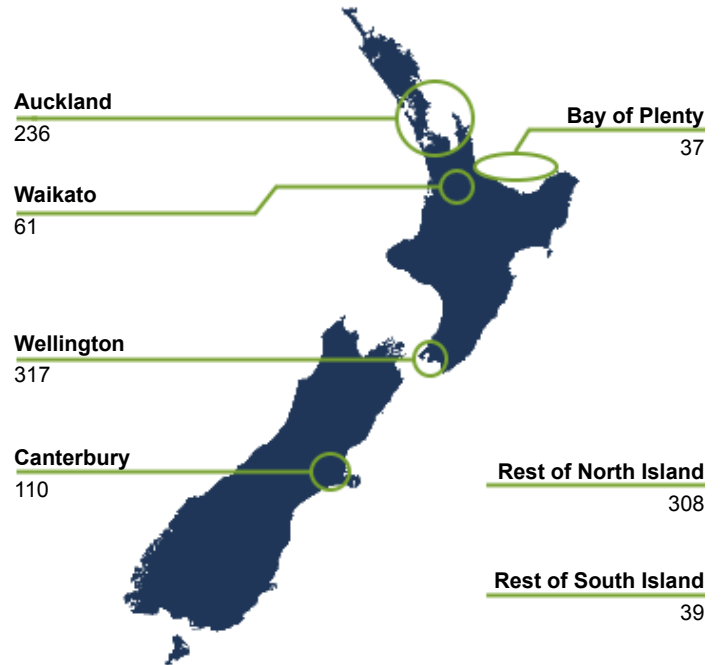 Auckland
236
Bay of Plenty
37
Waikato
61
Wellington
317
Canterbury
110
Rest of North Island
308
Rest of South Island
39